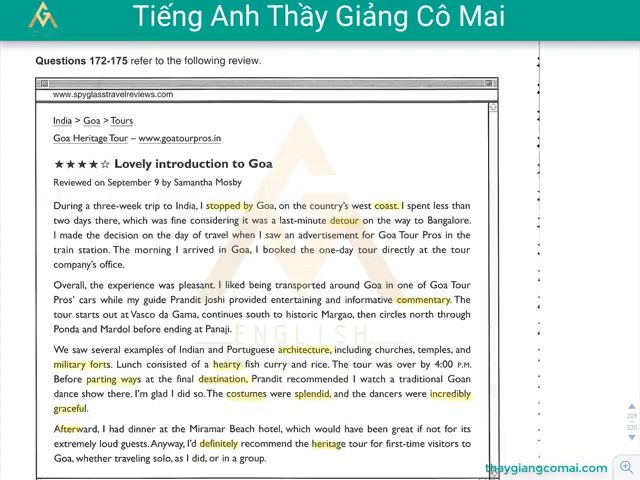 Tiếng Anh Thầy Giảng Cô Mai
Questions 172-175 refer to the following review.
www.spyglasstravelreviews.com
India > Goa > Tours
Goa Heritage Tour – www.goatourpros.in
★★★★☆ Lovely introduction to Goa
Reviewed on September 9 by Samantha Mosby
During a three-week trip to India, I stopped by Goa, on the country's west coast. I spent less
than two days there, which was fine considering it was a last-minute detour on the way to Bangalore.
I made the decision on the day of travel when I saw an advertisement for Goa Tour Pros in the
train station. The morning I arrived in Goa, I booked the one-day tour directly at the tour
company's office.
Overall, the experience was pleasant. I liked being transported around Goa in one of Goa Tour
Pros' cars while my guide Prandit Joshi provided entertaining and informative commentary. The
tour starts out at Vasco da Gama, continues south to historic Margao, then circles north through
Ponda and Mardol before ending at Panaji.
ENGLISH
We saw several examples of Indian and Portuguese architecture, including churches, temples, and
military forts. Lunch consisted of a hearty fish curry and rice. The tour was over by 4:00 P.M.
Before parting ways at the final destination, Prandit recommended I watch a traditional Goan
dance show there. I'm glad I did so. The costumes were splendid, and the dancers were incredibly
graceful.
Afterward, I had dinner at the Miramar Beach hotel, which would have been great if not for its
extremely loud guests. Anyway, I'd definitely recommend the heritage tour for first-time visitors to
Goa, whether traveling solo, as I did, or in a group.
209
220
thaygiangcomai.com